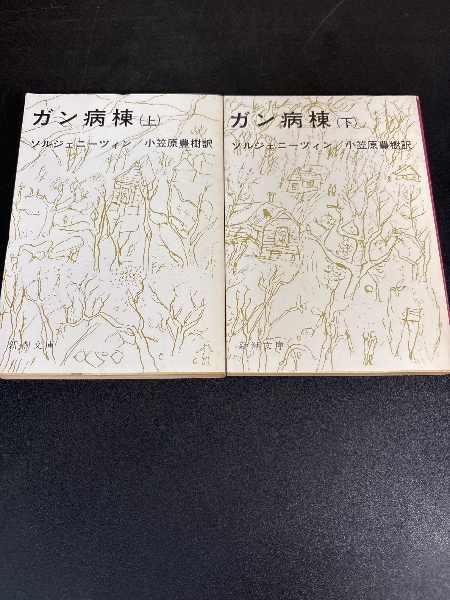 ガン病棟(上)
ソルジェニーツィン/小笠原豊樹訳
新潮文庫
ガン病棟(下)
ソルジェニーツィン/小笠原豊樹訳
新潮文庫